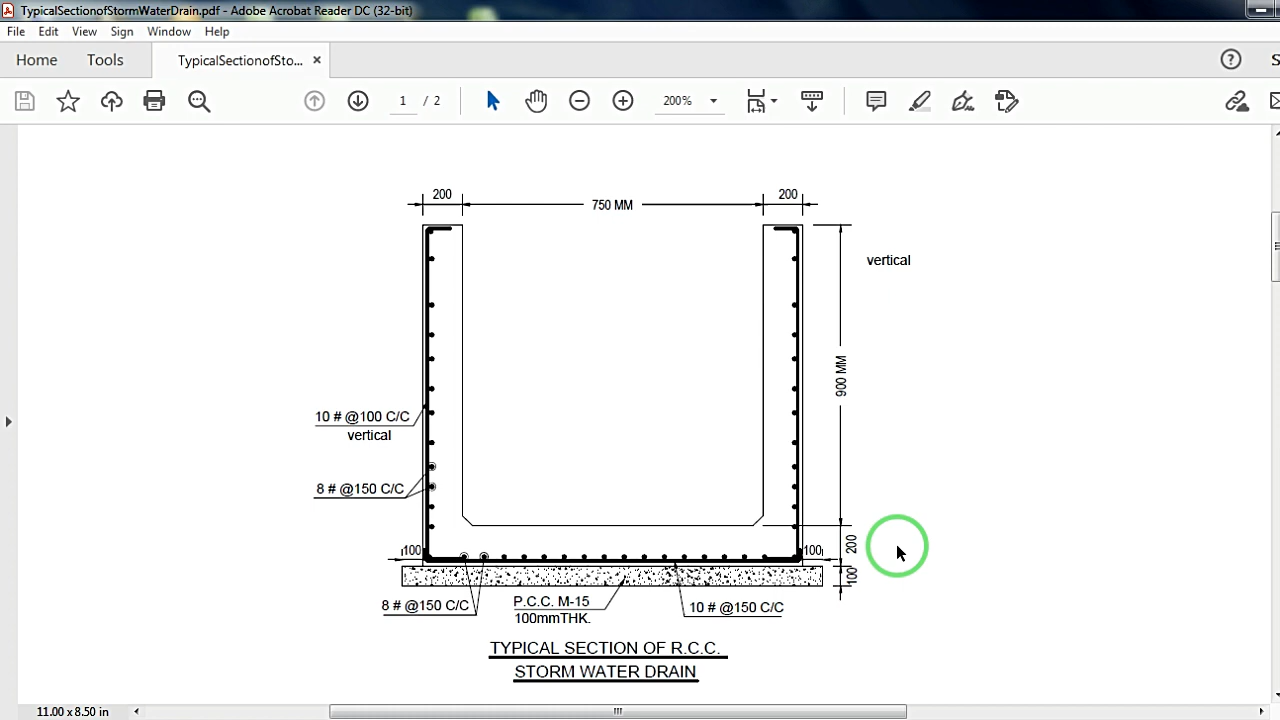 TypicalSectionofStormWaterDrain.pdf - Adobe Acrobat Reader DC (32-bit)
File Edit View Sign Window Help
Home Tools TypicalSectionofSto... ×
1 / 2 200%
200 750 MM 200
vertical
900 MM
10 # @100 C/C
vertical
8 # @150 C/C
100 100 200
100
8 # @150 C/C P.C.C. M-15 10 # @150 C/C
100mmTHK.
TYPICAL SECTION OF R.C.C.
STORM WATER DRAIN
11.00 x 8.50 in